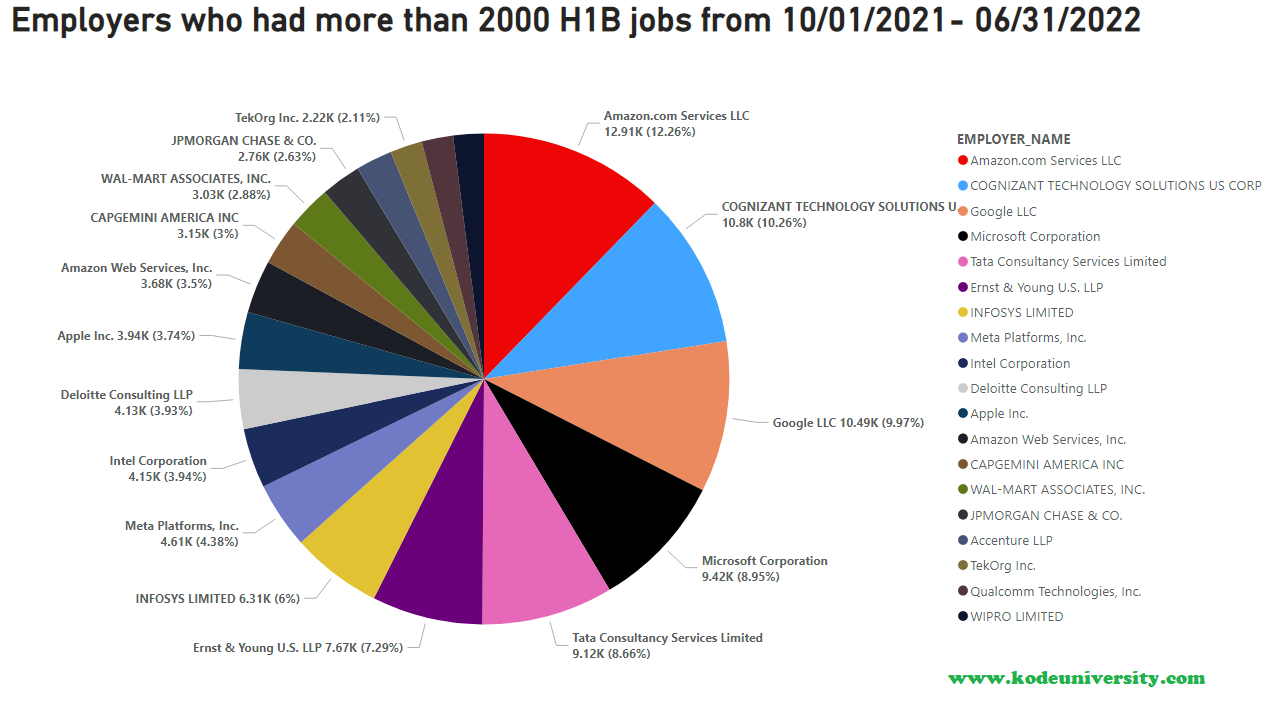 Employers who had more than 2000 H1B jobs from 10/01/2021- 06/31/2022
TekOrg Inc. 2.22K (2.11%)
JPMORGAN CHASE & CO.
2.76K (2.63%)
WAL-MART ASSOCIATES, INC.
3.03K (2.88%)
CAPGEMINI AMERICA INC
3.15K (3%)
Amazon Web Services, Inc.
3.68K (3.5%)
Apple Inc. 3.94K (3.74%)
Deloitte Consulting LLP
4.13K (3.93%)
Intel Corporation
4.15K (3.94%)
Meta Platforms, Inc.
4.61K (4.38%)
INFOSYS LIMITED 6.31K (6%)
Ernst & Young U.S. LLP 7.67K (7.29%)
Amazon.com Services LLC
12.91K (12.26%)
COGNIZANT TECHNOLOGY SOLUTIONS U
10.8K (10.26%)
Google LLC 10.49K (9.97%)
Microsoft Corporation
9.42K (8.95%)
Tata Consultancy Services Limited
9.12K (8.66%)
EMPLOYER_NAME
Amazon.com Services LLC
COGNIZANT TECHNOLOGY SOLUTIONS US CORP
Google LLC
Microsoft Corporation
Tata Consultancy Services Limited
Ernst & Young U.S. LLP
INFOSYS LIMITED
Meta Platforms, Inc.
Intel Corporation
Deloitte Consulting LLP
Apple Inc.
Amazon Web Services, Inc.
CAPGEMINI AMERICA INC
WAL-MART ASSOCIATES, INC.
JPMORGAN CHASE & CO.
Accenture LLP
TekOrg Inc.
Qualcomm Technologies, Inc.
WIPRO LIMITED
www.kodeuniversity.com